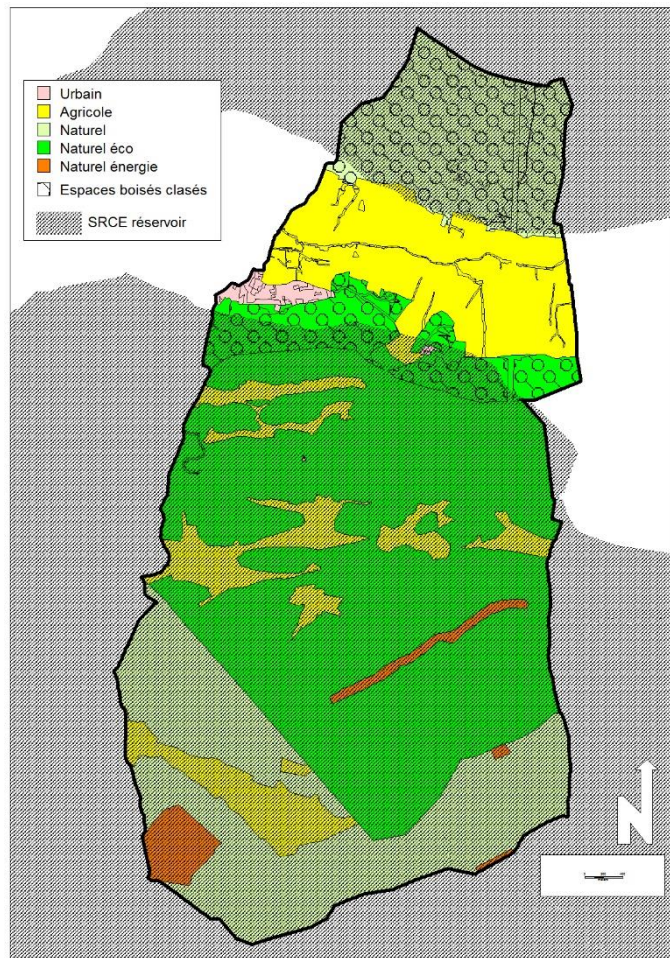 Urbain
Agricole
Naturel
Naturel éco
Naturel énergie
Espaces boisés clasés
SRCE réservoir
N